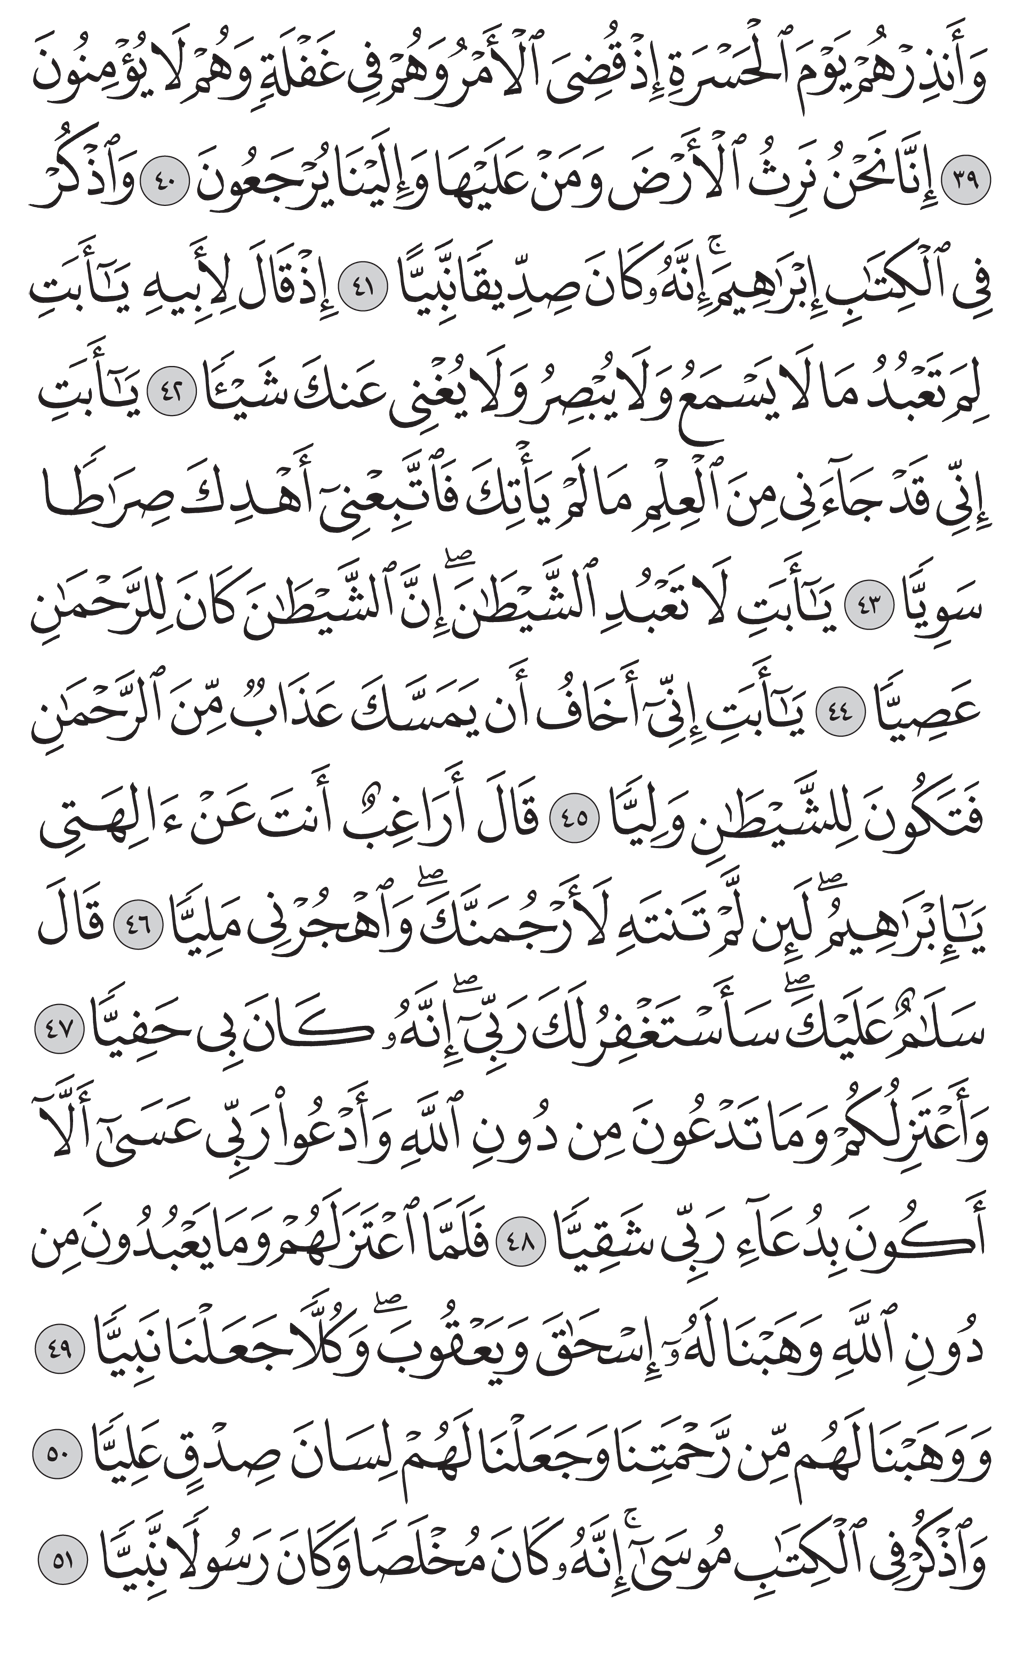 وَأَنذِرْهُمْ يَوْمَ ٱلْحَسْرَةِ إِذْ قُضِىَ ٱلْأَمْرُ وَهُمْ فِى غَفْلَةٍ وَهُمْ لَا يُؤْمِنُونَ
٣٩ إِنَّا نَحْنُ نَرِثُ ٱلْأَرْضَ وَمَنْ عَلَيْهَا وَإِلَيْنَا يُرْجَعُونَ ٤٠ وَٱذْكُرْ
فِى ٱلْكِتَٰبِ إِبْرَٰهِيمَ ۚ إِنَّهُۥ كَانَ صِدِّيقًا نَّبِيًّا ٤١ إِذْ قَالَ لِأَبِيهِ يَٰٓأَبَتِ
لِمَ تَعْبُدُ مَا لَا يَسْمَعُ وَلَا يُبْصِرُ وَلَا يُغْنِى عَنكَ شَيْـًٔا ٤٢ يَٰٓأَبَتِ
إِنِّى قَدْ جَآءَنِى مِنَ ٱلْعِلْمِ مَا لَمْ يَأْتِكَ فَٱتَّبِعْنِىٓ أَهْدِكَ صِرَٰطًا
سَوِيًّا ٤٣ يَٰٓأَبَتِ لَا تَعْبُدِ ٱلشَّيْطَٰنَ ۖ إِنَّ ٱلشَّيْطَٰنَ كَانَ لِلرَّحْمَٰنِ
عَصِيًّا ٤٤ يَٰٓأَبَتِ إِنِّىٓ أَخَافُ أَن يَمَسَّكَ عَذَابٌ مِّنَ ٱلرَّحْمَٰنِ
فَتَكُونَ لِلشَّيْطَٰنِ وَلِيًّا ٤٥ قَالَ أَرَاغِبٌ أَنتَ عَنْ ءَالِهَتِى
يَٰٓإِبْرَٰهِيمُ ۖ لَئِن لَّمْ تَنتَهِ لَأَرْجُمَنَّكَ ۖ وَٱهْجُرْنِى مَلِيًّا ٤٦ قَالَ
سَلَٰمٌ عَلَيْكَ ۖ سَأَسْتَغْفِرُ لَكَ رَبِّىٓ ۖ إِنَّهُۥ كَانَ بِى حَفِيًّا ٤٧
وَأَعْتَزِلُكُمْ وَمَا تَدْعُونَ مِن دُونِ ٱللَّهِ وَأَدْعُوا۟ رَبِّى عَسَىٰٓ أَلَّآ
أَكُونَ بِدُعَآءِ رَبِّى شَقِيًّا ٤٨ فَلَمَّا ٱعْتَزَلَهُمْ وَمَا يَعْبُدُونَ مِن
دُونِ ٱللَّهِ وَهَبْنَا لَهُۥٓ إِسْحَٰقَ وَيَعْقُوبَ ۖ وَكُلًّا جَعَلْنَا نَبِيًّا ٤٩
وَوَهَبْنَا لَهُم مِّن رَّحْمَتِنَا وَجَعَلْنَا لَهُمْ لِسَانَ صِدْقٍ عَلِيًّا ٥٠
وَٱذْكُرْ فِى ٱلْكِتَٰبِ مُوسَىٰٓ ۚ إِنَّهُۥ كَانَ مُخْلَصًا وَكَانَ رَسُولًا نَّبِيًّا ٥١